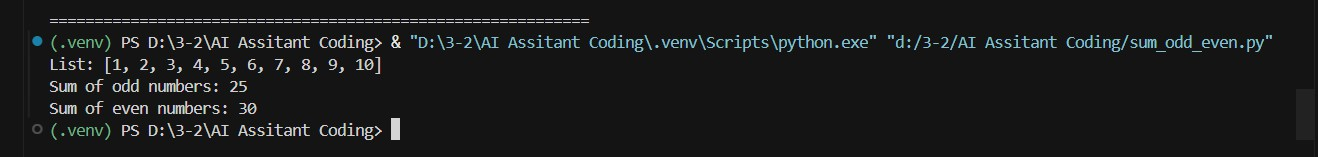 ============================================================
(.venv) PS D:\3-2\AI Assitant Coding> & "D:\3-2\AI Assitant Coding\.venv\Scripts\python.exe" "d:/3-2/AI Assitant Coding/sum_odd_even.py"
List: [1, 2, 3, 4, 5, 6, 7, 8, 9, 10]
Sum of odd numbers: 25
Sum of even numbers: 30
(.venv) PS D:\3-2\AI Assitant Coding>